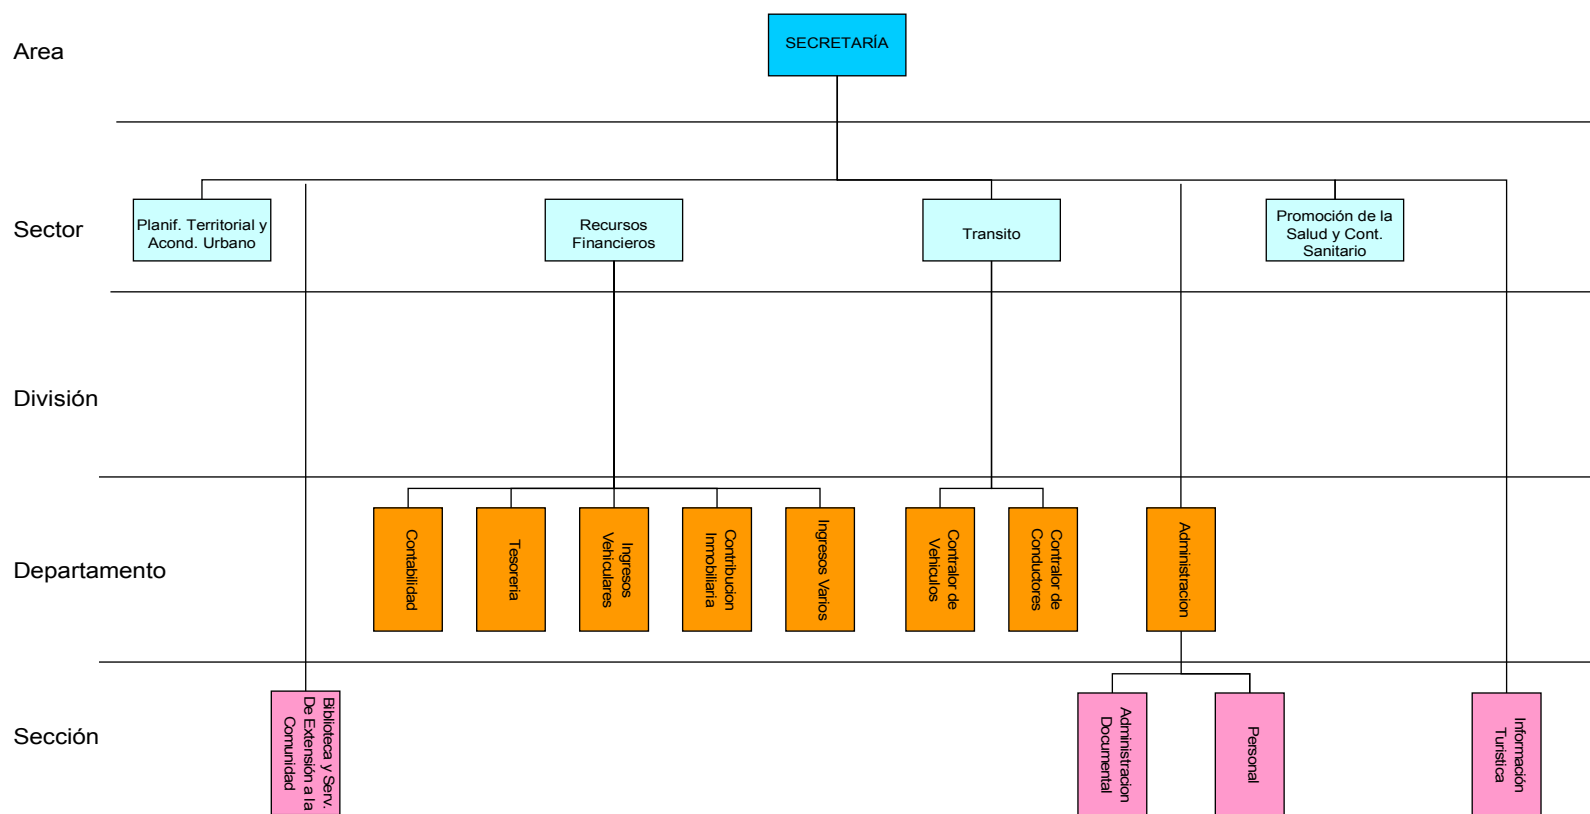 Area
SECRETARÍA
Sector
Planif. Territorial y
Acond. Urbano
Recursos
Financieros
Transito
Promoción de la
Salud y Cont.
Sanitario
División
Departamento
Contabilidad
Tesoreria
Ingresos
Vehiculares
Contribucion
Inmobiliaria
Ingresos Varios
Contralor de
Vehiculos
Contralor de
Conductores
Administracion
Sección
Biblioteca y Serv.
De Extensión a la
Comunidad
Administracion
Documental
Personal
Información
Turistica